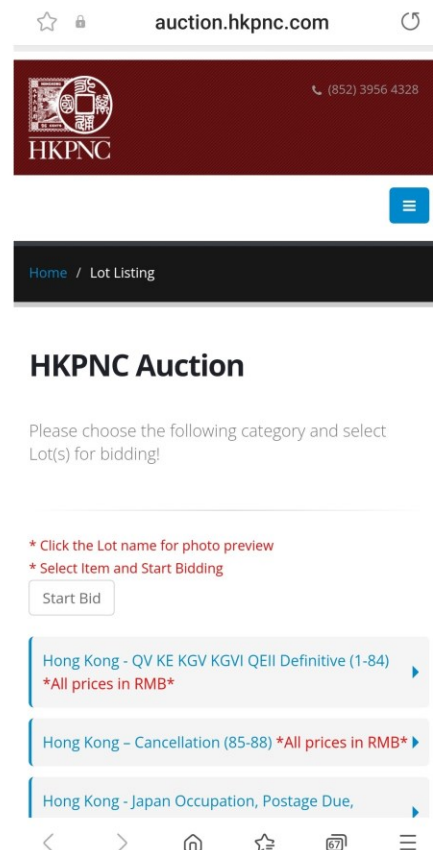 auction.hkpnc.com
(852) 3956 4328
HKPNC
Home / Lot Listing
HKPNC Auction
Please choose the following category and select
Lot(s) for bidding!
* Click the Lot name for photo preview
* Select Item and Start Bidding
Start Bid
Hong Kong - QV KE KGV KGVI QEII Definitive (1-84)
*All prices in RMB*
Hong Kong – Cancellation (85-88) *All prices in RMB*
Hong Kong - Japan Occupation, Postage Due,
67